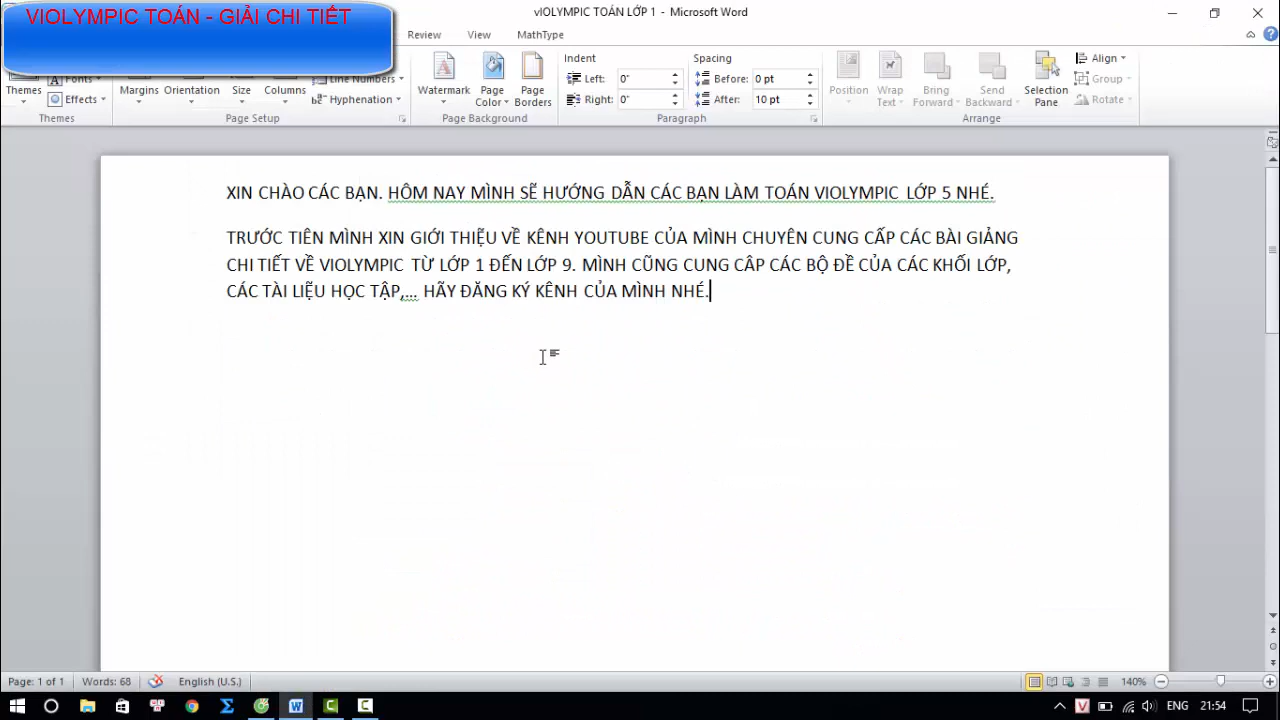 VIOLYMPIC TOÁN - GIẢI CHI TIẾT
vIOLYMPIC TOÁN LỚP 1 - Microsoft Word
Review View MathType
Themes Fonts Effects
Margins Orientation Size Columns Line Numbers Hyphenation
Watermark Page Color Page Borders
Indent Left: 0" Right: 0"
Spacing Before: 0 pt After: 10 pt
Position Wrap Text Bring Forward Send Backward Selection Pane Align Group Rotate
Themes Page Setup Page Background Paragraph Arrange
XIN CHÀO CÁC BẠN. HÔM NAY MÌNH SẼ HƯỚNG DẪN CÁC BẠN LÀM TOÁN VIOLYMPIC LỚP 5 NHÉ.
TRƯỚC TIÊN MÌNH XIN GIỚI THIỆU VỀ KÊNH YOUTUBE CỦA MÌNH CHUYÊN CUNG CẤP CÁC BÀI GIẢNG
CHI TIẾT VỀ VIOLYMPIC TỪ LỚP 1 ĐẾN LỚP 9. MÌNH CŨNG CUNG CÂP CÁC BỘ ĐỀ CỦA CÁC KHỐI LỚP,
CÁC TÀI LIỆU HỌC TẬP,... HÃY ĐĂNG KÝ KÊNH CỦA MÌNH NHÉ.
Page: 1 of 1 Words: 68 English (U.S.) 140%
ENG 21:54